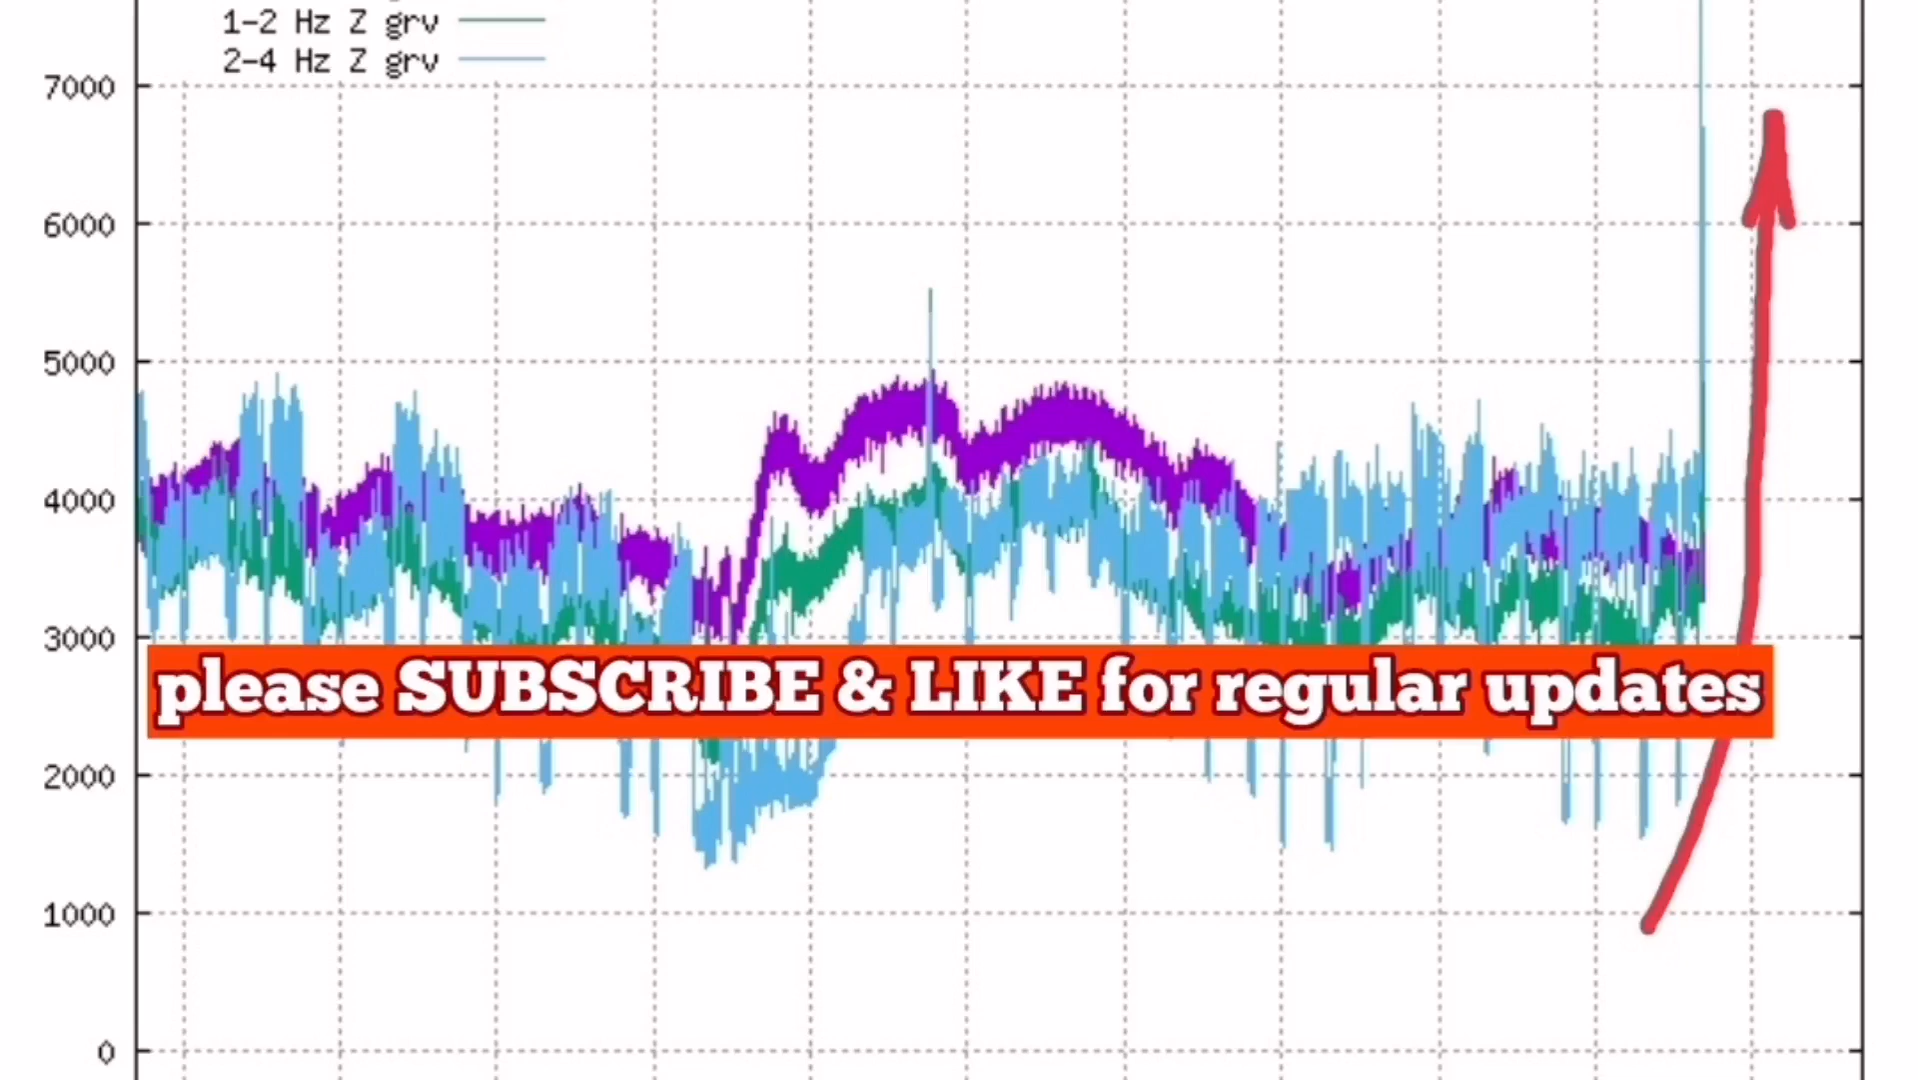 1-2 Hz Z grv
2-4 Hz Z grv
7000
6000
5000
4000
3000
please SUBSCRIBE & LIKE for regular updates
2000
1000
0